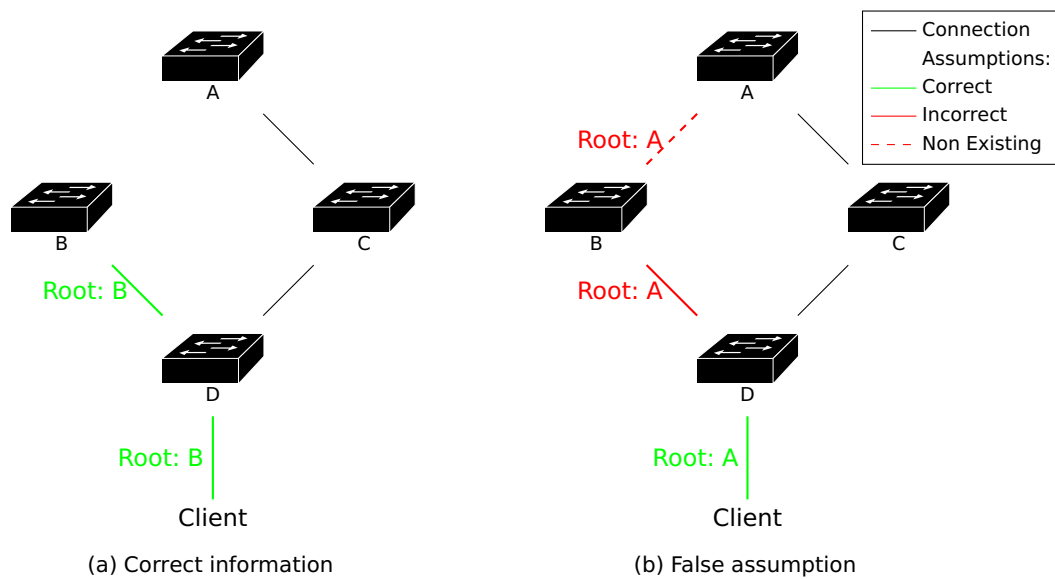 A
B
C
Root: B
D
Root: B
Client
(a) Correct information
A
Root: A
B
C
Root: A
D
Root: A
Client
(b) False assumption
Connection
Assumptions:
Correct
Incorrect
Non Existing